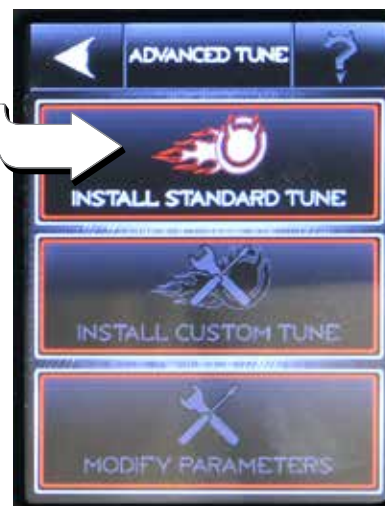 ADVANCED TUNE
?
INSTALL STANDARD TUNE
INSTALL CUSTOM TUNE
MODIFY PARAMETERS